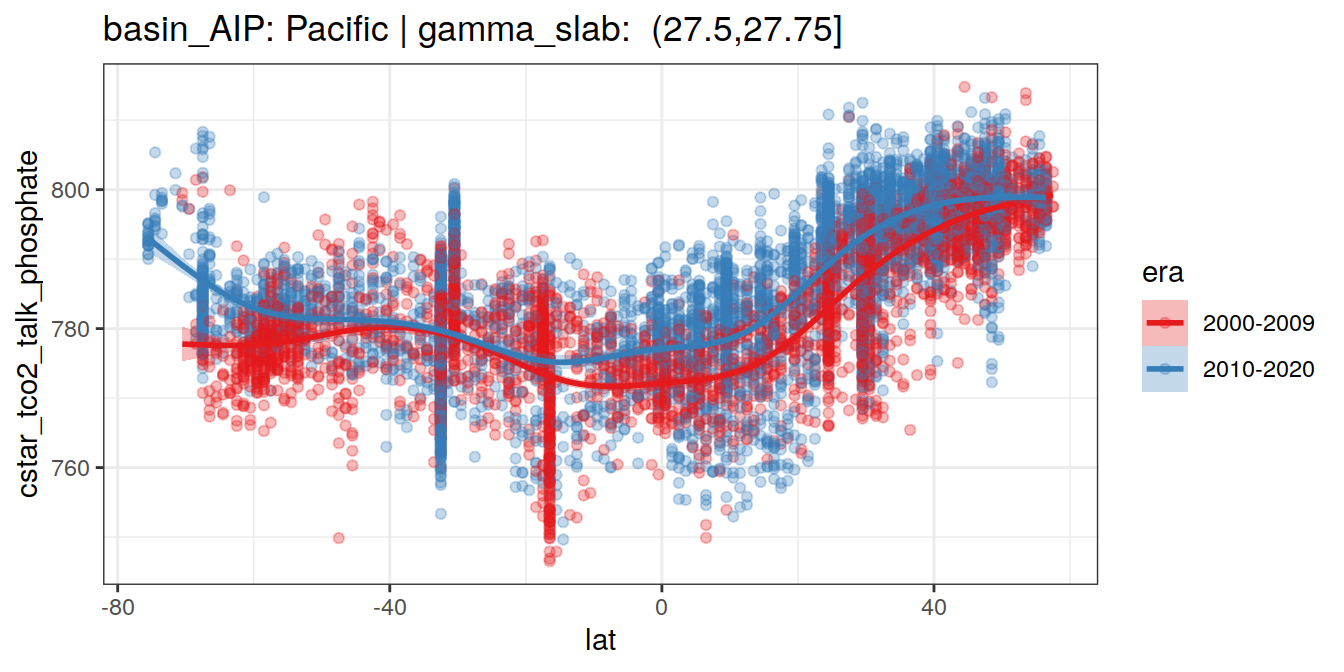 basin_AIP: Pacific | gamma_slab:  (27.5,27.75]
cstar_tco2_talk_phosphate
800
780
760
-80
-40
0
40
lat
era
2000-2009
2010-2020